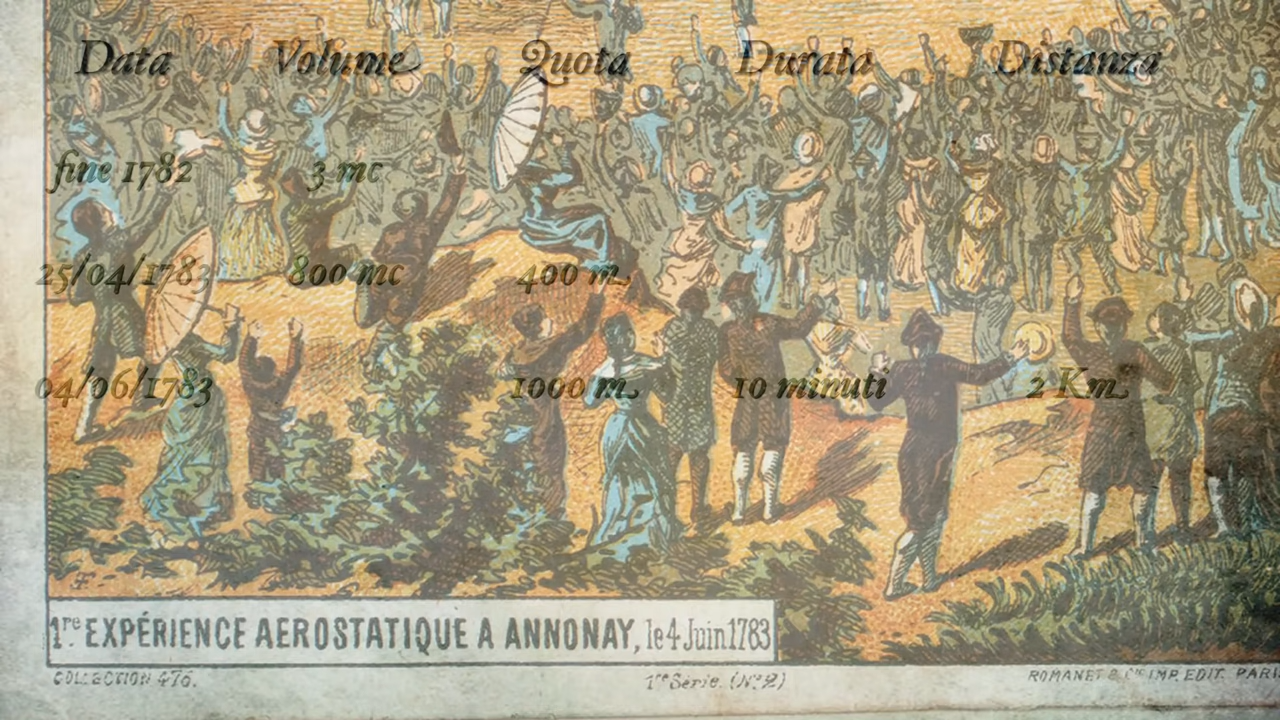 Data Volume Quota Durata Distanza
fine 1782 3 mc
25/04/1783 800 mc 400 m
04/06/1783 1000 m 10 minuti 2 Km
1re EXPÉRIENCE AEROSTATIQUE A ANNONAY, le 4 Juin 1783
COLLECTION 476. 1re Série. (No 2) ROMANET & Cie IMP. EDIT. PARI